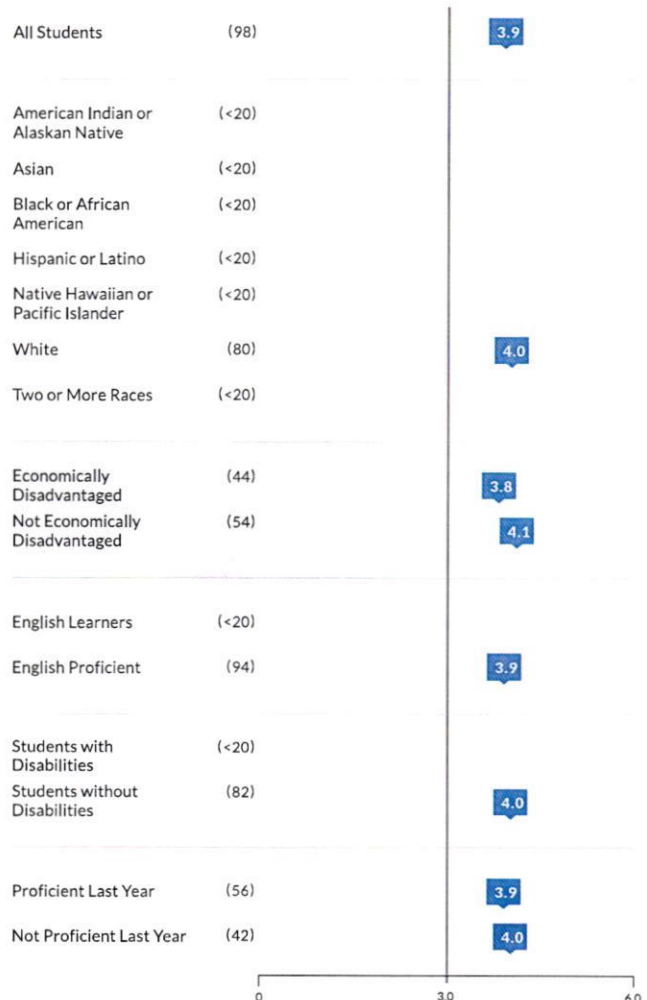 All Students (98) 3.9
American Indian or (<20)
Alaskan Native
Asian (<20)
Black or African (<20)
American
Hispanic or Latino (<20)
Native Hawaiian or (<20)
Pacific Islander
White (80) 4.0
Two or More Races (<20)
Economically (44) 3.8
Disadvantaged
Not Economically (54) 4.1
Disadvantaged
English Learners (<20)
English Proficient (94) 3.9
Students with (<20)
Disabilities
Students without (82) 4.0
Disabilities
Proficient Last Year (56) 3.9
Not Proficient Last Year (42) 4.0
0 3.0 6.0